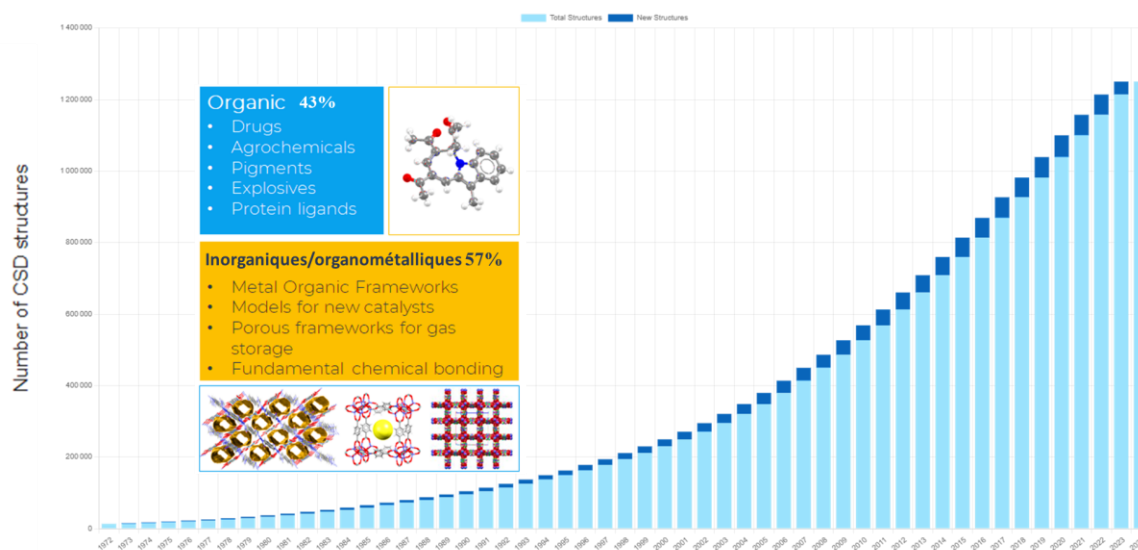 Total Structures New Structures
1 400 000
1 200 000
1 000 000
800 000
600 000
400 000
200 000
0
Number of CSD structures
Organic 43%
• Drugs
• Agrochemicals
• Pigments
• Explosives
• Protein ligands
Inorganiques/organométalliques 57%
• Metal Organic Frameworks
• Models for new catalysts
• Porous frameworks for gas
storage
• Fundamental chemical bonding
1972 1973 1974 1975 1976 1977 1978 1979 1980 1981 1982 1983 1984 1985 1986 1987 1988 1989 1990 1991 1992 1993 1994 1995 1996 1997 1998 1999 2000 2001 2002 2003 2004 2005 2006 2007 2008 2009 2010 2011 2012 2013 2014 2015 2016 2017 2018 2019 2020 2021 2022 2023